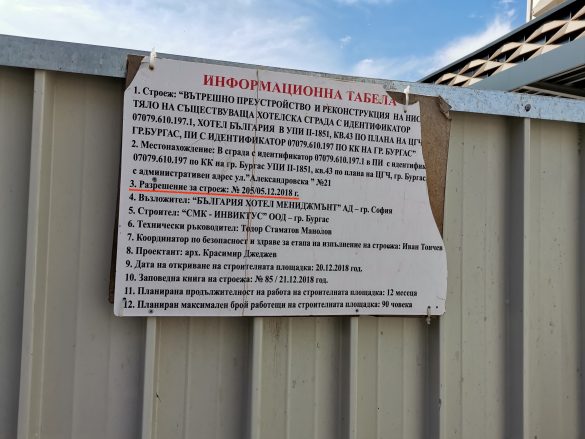 ИНФОРМАЦИОННА ТАБЕЛА
1. Строеж: "ВЪТРЕШНО ПРЕУСТРОЙСТВО И РЕКОНСТРУКЦИЯ НА НИС
ТЯЛО НА СЪЩЕСТВУВАЩА ХОТЕЛСКА СГРАДА С ИДЕНТИФИКАТОР
07079.610.197.1, ХОТЕЛ БЪЛГАРИЯ В УПИ II-1851, КВ.43 ПО ПЛАНА НА ЦГЧ
ГР.БУРГАС, ПИ С ИДЕНТИФИКАТОР 07079.610.197 ПО КК НА ГР. БУРГАС"
2. Местонахождение: В сграда с идентификатор 07079.610.197.1 в ПИ с идентифик
07079.610.197 по КК на гр. Бургас УПИ II-1851, кв.43 по плана на ЦГЧ, гр.
с административен адрес ул."Александровска" №21
3. Разрешение за строеж: № 205/05.12.2018 г.
4. Възложител: "БЪЛГАРИЯ ХОТЕЛ МЕНИДЖМЪНТ" АД – гр. София
5. Строител: "СМК - ИНВИКТУС" ООД – гр. Бургас
6. Технически ръководител: Тодор Стаматов Манолов
7. Координатор по безопасност и здраве за етапа на изпълнение на строежа: Иван Тончев
8. Проектант: арх. Красимир Джеджев
9. Дата на откриване на строителната площадка: 20.12.2018 год.
10. Заповедна книга на строежа: № 85 / 21.12.2018 год.
11. Планирана продължителност на работа на строителната площадка: 12 месеца
12. Планиран максимален брой работещи на строителната площадка: 90 човека